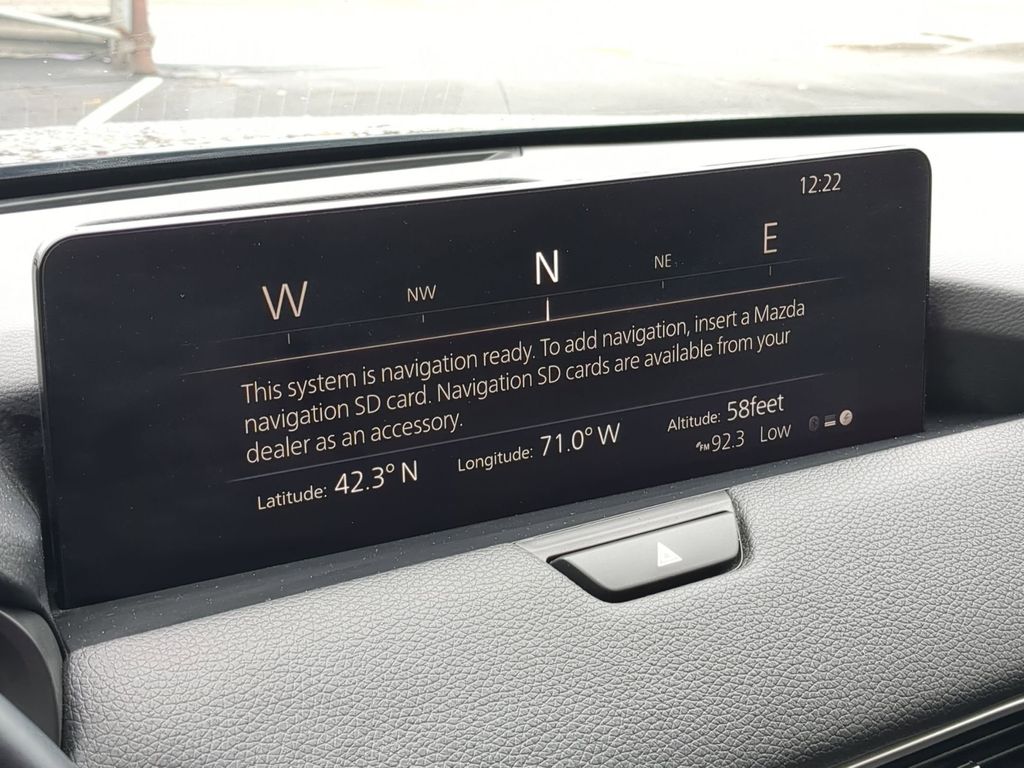 12:22
W NW N NE E
This system is navigation ready. To add navigation, insert a Mazda
navigation SD card. Navigation SD cards are available from your
dealer as an accessory.
Latitude: 42.3° N Longitude: 71.0° W Altitude: 58feet
FM 92.3 Low